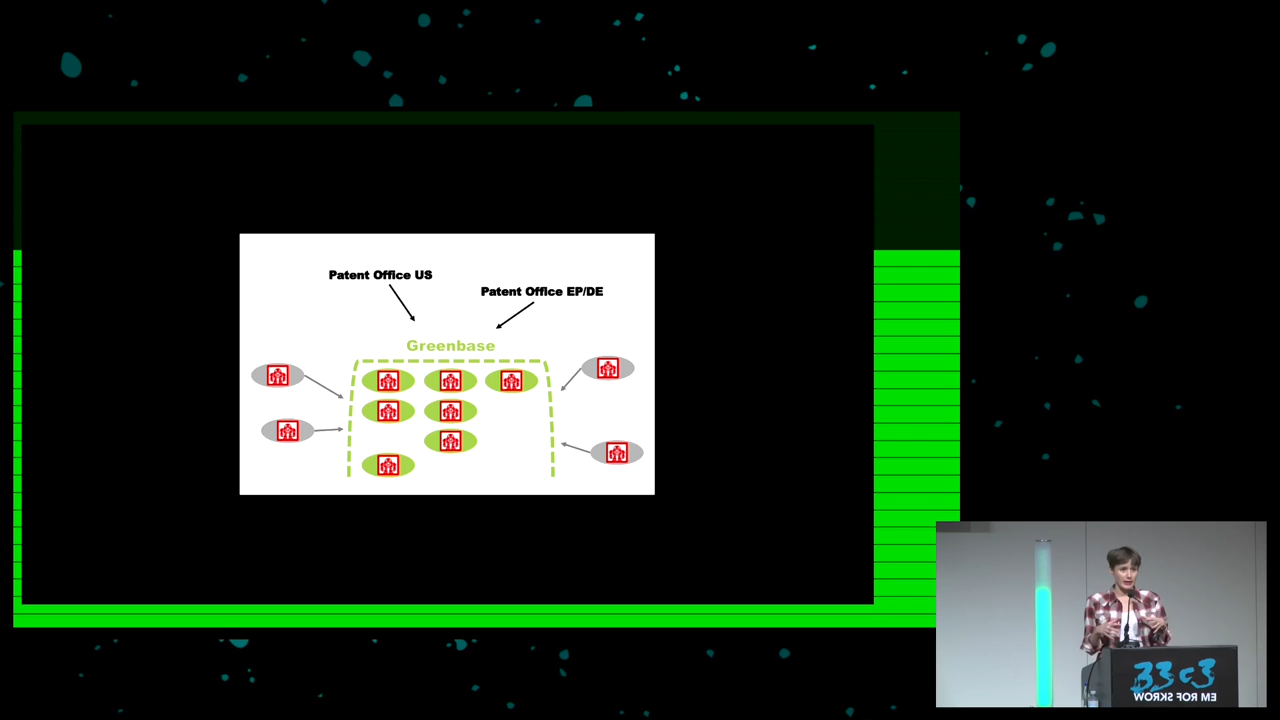 Patent Office US
Patent Office EP/DE
Greenbase
33c3
WORKS FOR ME